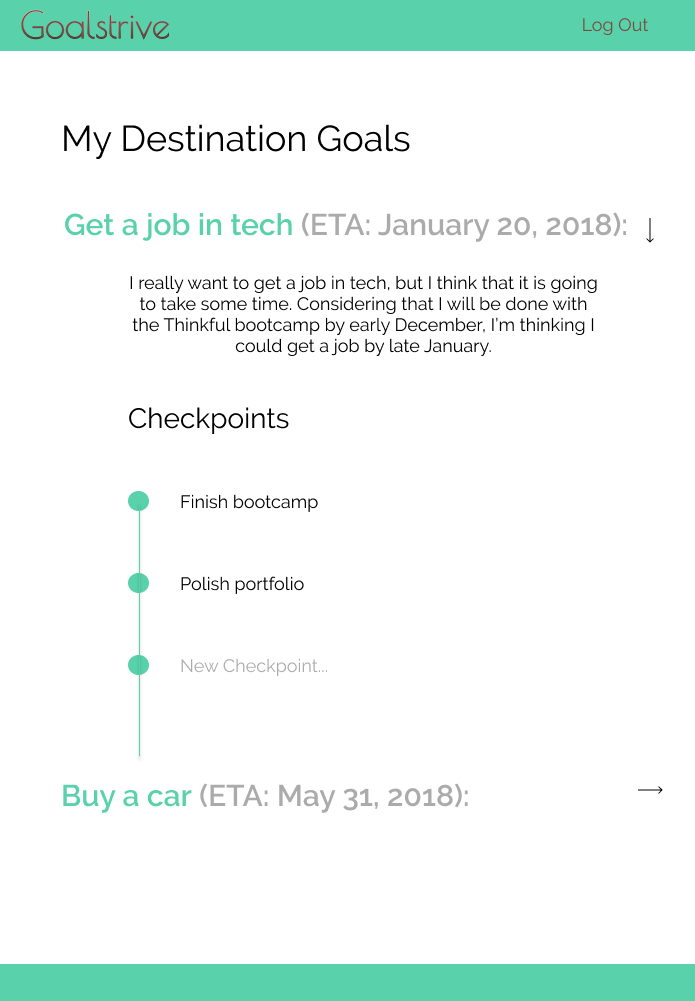 Goalstrive
Log Out
My Destination Goals
Get a job in tech (ETA: January 20, 2018):
I really want to get a job in tech, but I think that it is going
to take some time. Considering that I will be done with
the Thinkful bootcamp by early December, I'm thinking I
could get a job by late January.
Checkpoints
Finish bootcamp
Polish portfolio
New Checkpoint...
Buy a car (ETA: May 31, 2018):